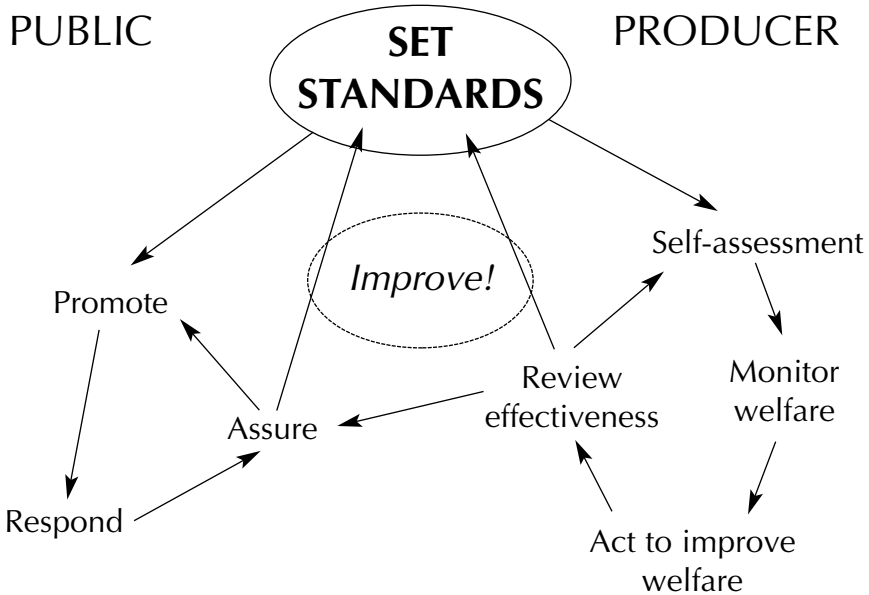 PUBLIC
SET
STANDARDS
PRODUCER
Self-assessment
Improve!
Promote
Monitor
welfare
Review
effectiveness
Assure
Respond
Act to improve
welfare